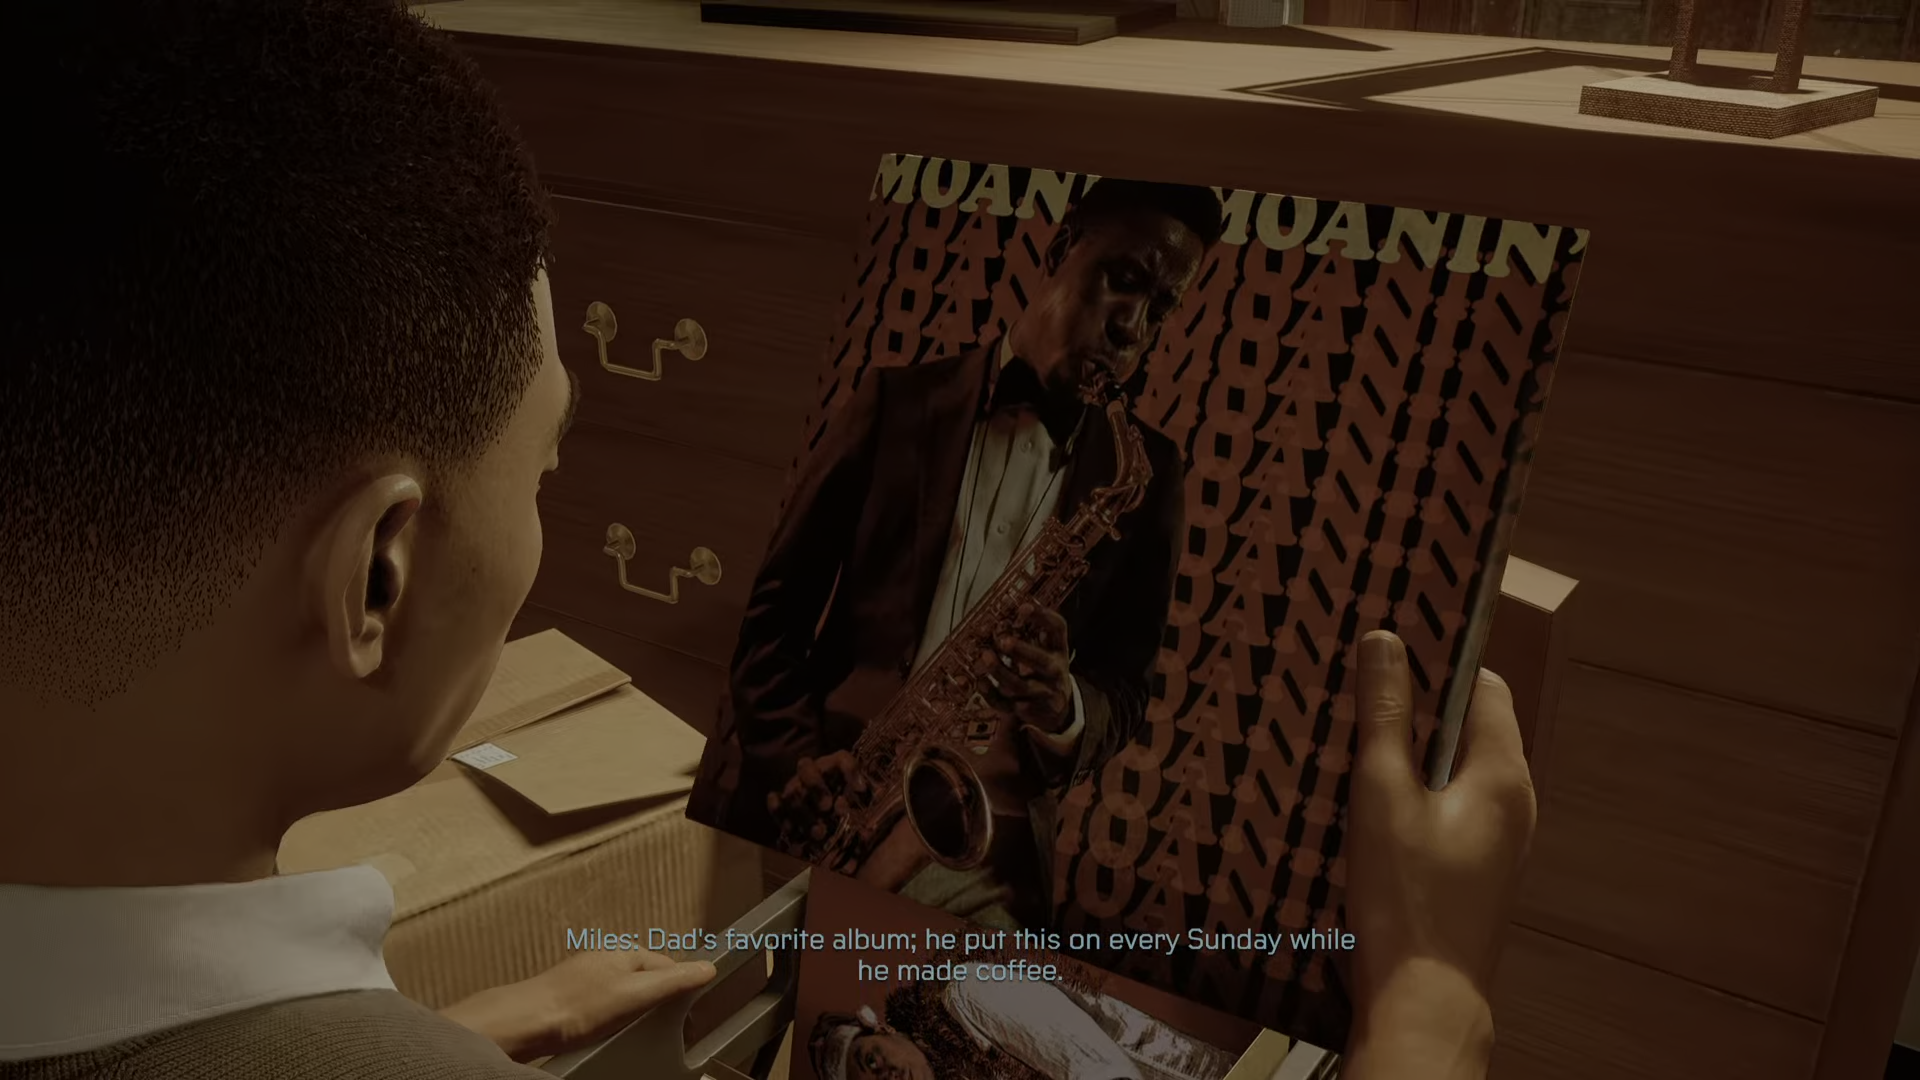 MOANIN' MOANIN'
Miles: Dad's favorite album; he put this on every Sunday while
he made coffee.